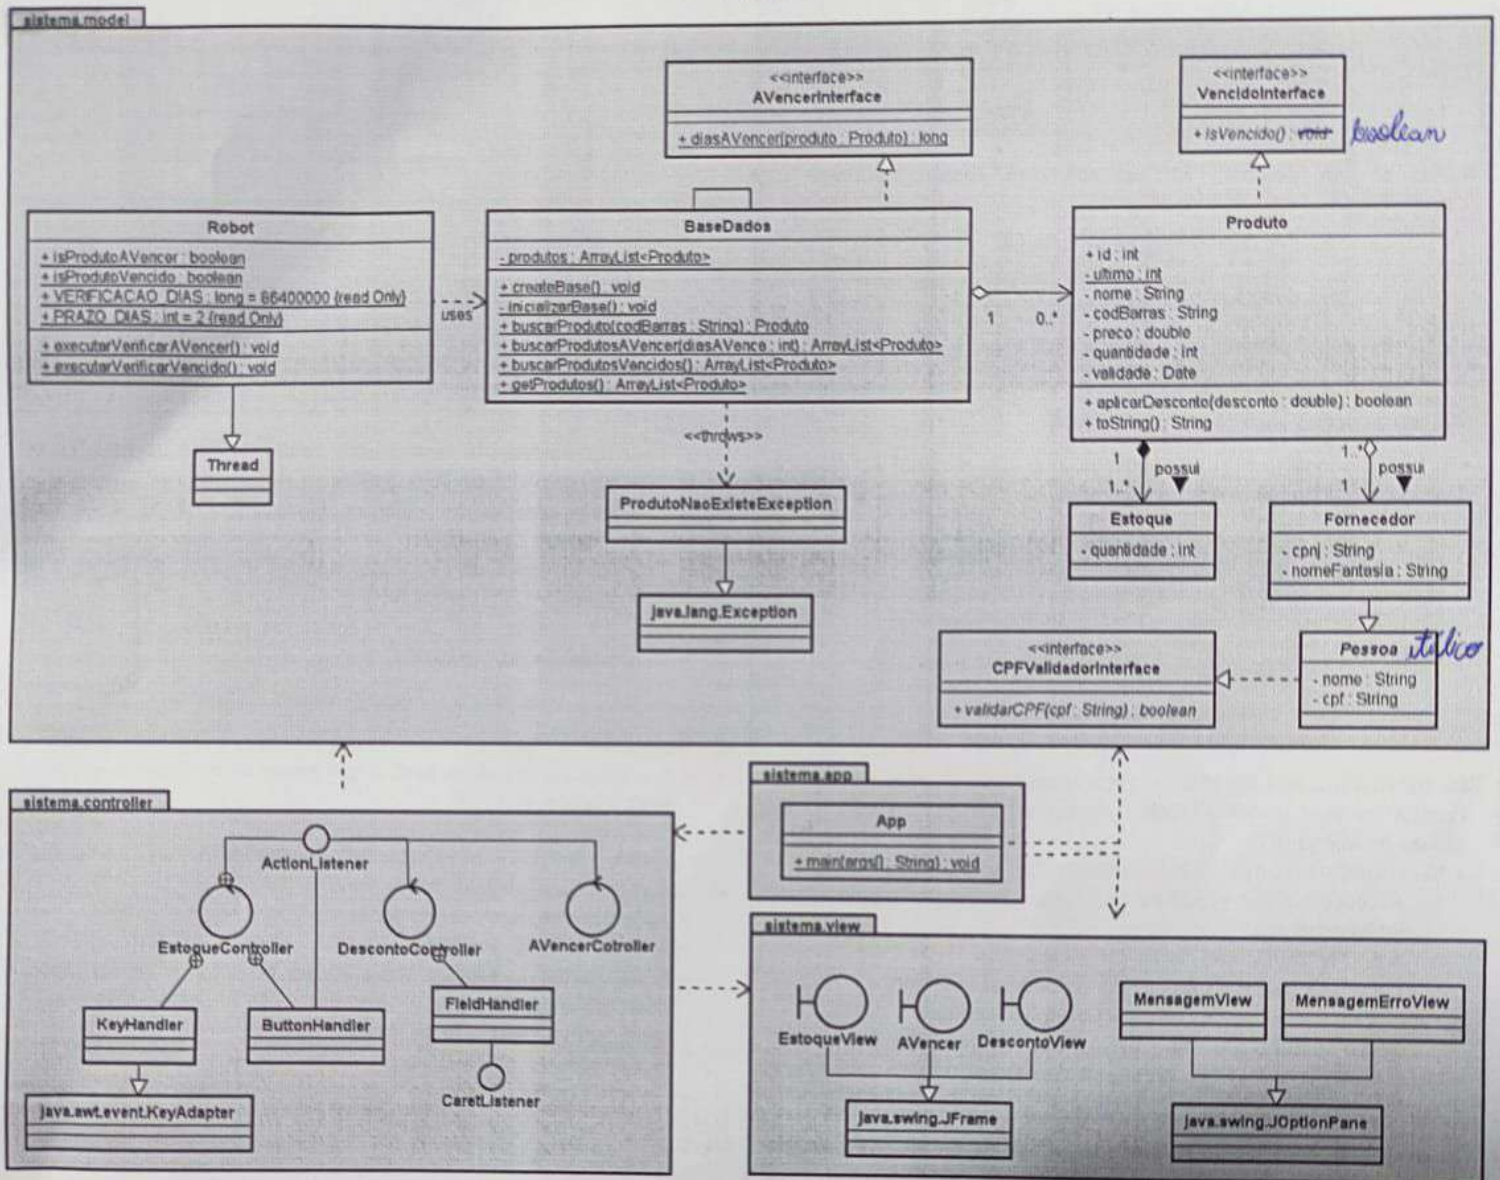 sistema.model
<<interface>>
AVencerInterface
+ diasAVencer(produto : Produto) : long
<<interface>>
VencidoInterface
+ isVencido() : void boolean
Robot
+ isProdutoAVencer : boolean
+ isProdutoVencido : boolean
+ VERIFICACAO_DIAS : long = 86400000 {read Only}
+ PRAZO_DIAS : int = 2 {read Only}
+ executarVerificarAVencer() : void
+ executarVerificarVencido() : void
uses
BaseDados
- produtos : ArrayList<Produto>
+ createBase() : void
- inicializarBase() : void
+ buscarProduto(codBarras : String) : Produto
+ buscarProdutosAVencer(diasAVence : int) : ArrayList<Produto>
+ buscarProdutosVencidos() : ArrayList<Produto>
+ getProdutos() : ArrayList<Produto>
1
0..*
Produto
+ id : int
- ultimo : int
- nome : String
- codBarras : String
- preco : double
- quantidade : int
- validade : Date
+ aplicarDesconto(desconto : double) : boolean
+ toString() : String
Thread
<<throws>>
ProdutoNaoExisteException
java.lang.Exception
1
possui
1..*
1..*
possui
Estoque
- quantidade : int
Fornecedor
- cpnj : String
- nomeFantasia : String
<<interface>>
CPFValidadorInterface
+ validarCPF(cpf : String) : boolean
Pessoa itálico
- nome : String
- cpf : String
sistema.controller
ActionListener
EstoqueController
DescontoController
AVencerCotroller
KeyHandler
ButtonHandler
FieldHandler
CaretListener
java.awt.event.KeyAdapter
sistema.app
App
+ main(args[] : String) : void
sistema.view
EstoqueView
AVencer
DescontoView
MensagemView
MensagemErroView
java.swing.JFrame
java.swing.JOptionPane